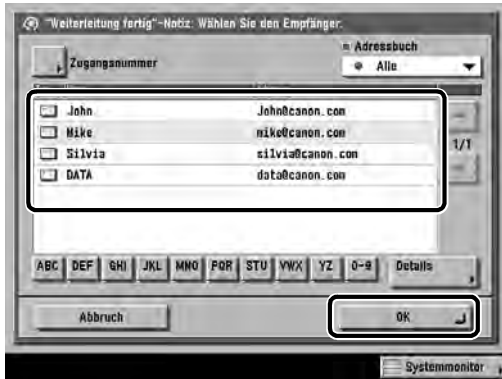 "Weiterleitung fertig"-Notiz: Wählen Sie den Empfänger.
Adressbuch
Zugangsnummer
Alle
John John@canon.com
Mike mike@canon.com
1/1
Silvia silvia@canon.com
DATA data@canon.com
ABC DEF GHI JKL MNO PQR STU VWX YZ 0-9 Details
Abbruch OK
Systemmonitor